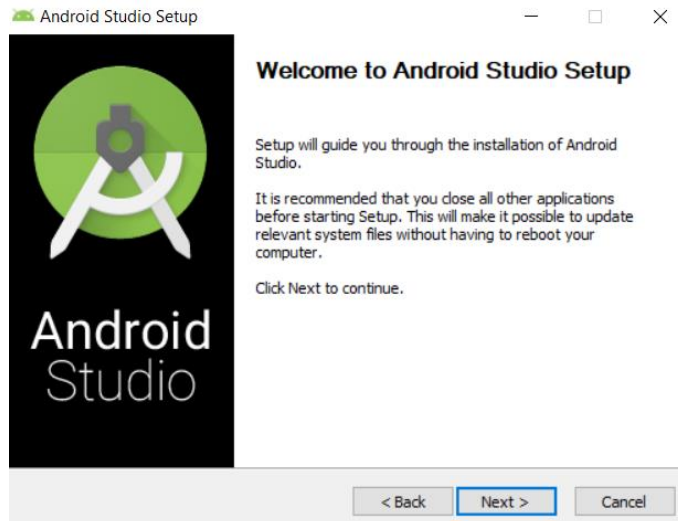 Android Studio Setup
Welcome to Android Studio Setup
Setup will guide you through the installation of Android
Studio.
It is recommended that you close all other applications
before starting Setup. This will make it possible to update
relevant system files without having to reboot your
computer.
Click Next to continue.
Android
Studio
< Back
Next >
Cancel